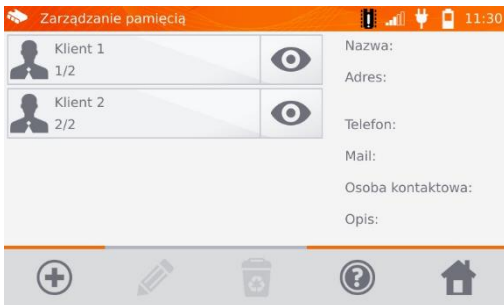 Zarządzanie pamięcią
11:30
Klient 1
1/2
Klient 2
2/2
Nazwa:
Adres:
Telefon:
Mail:
Osoba kontaktowa:
Opis: